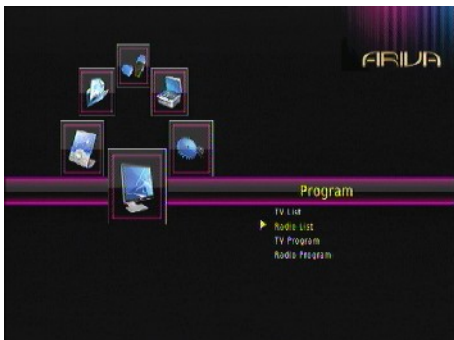 ARIVA
Program
TV List
Radio List
TV Program
Radio Program